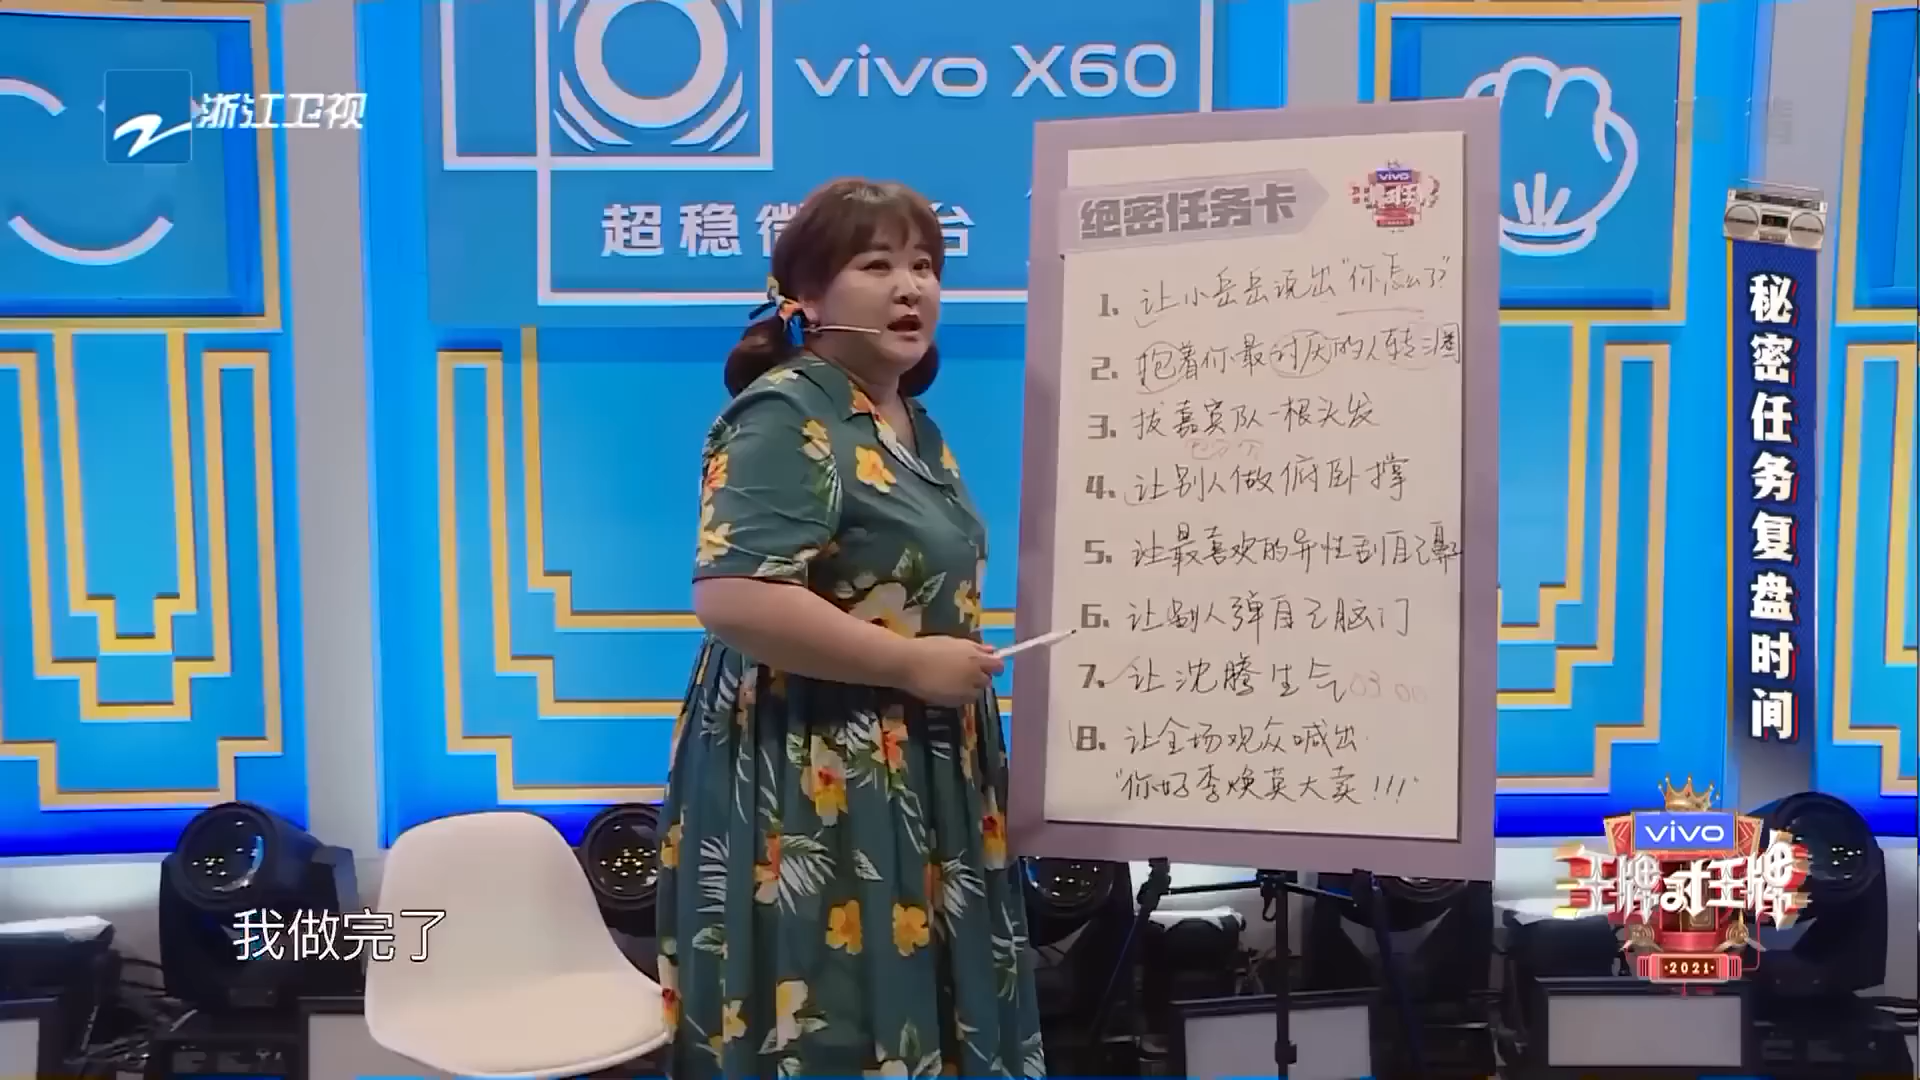 浙江卫视
vivo X60
超稳微
台
绝密任务卡
vivo
1. 让小岳岳说出"你怎么了?"
2. 抱着你最讨厌的人转三圈
3. 拔嘉宾队一根头发
4. 让别人做俯卧撑
5. 让最喜欢的异性刮自己鼻子
6. 让别人弹自己脑门
7. 让沈腾生气
8. 让全场观众喊出
"你好李焕英大卖!!!"
秘密任务复盘时间
我做完了
vivo
王牌对王牌
2021